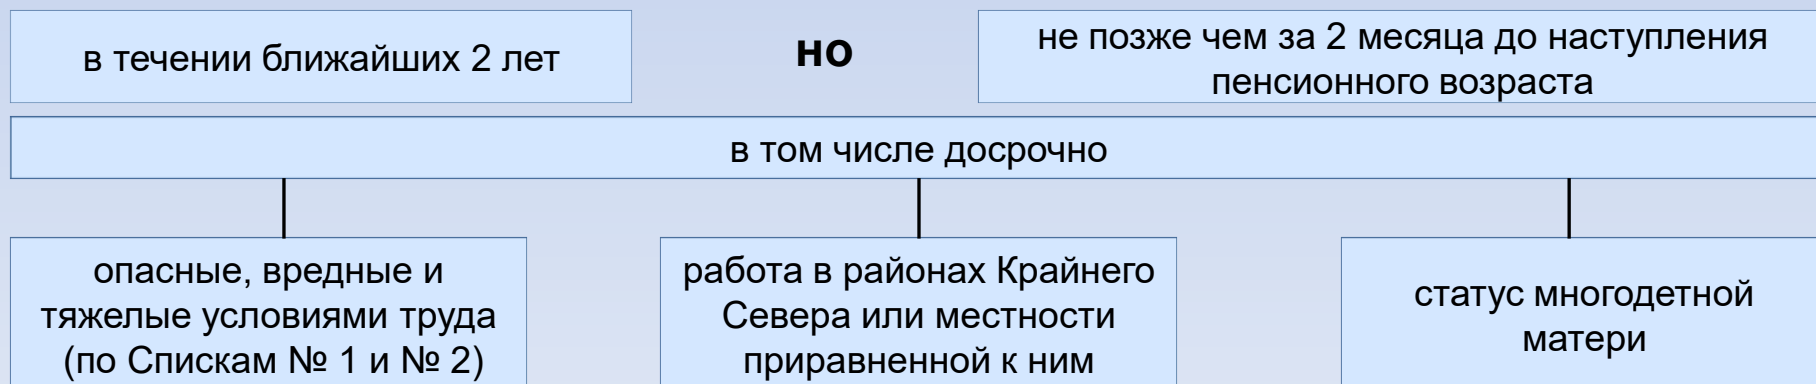 в течении ближайших 2 лет
но
не позже чем за 2 месяца до наступления
пенсионного возраста
в том числе досрочно
опасные, вредные и
тяжелые условиями труда
(по Спискам № 1 и № 2)
работа в районах Крайнего
Севера или местности
приравненной к ним
статус многодетной
матери